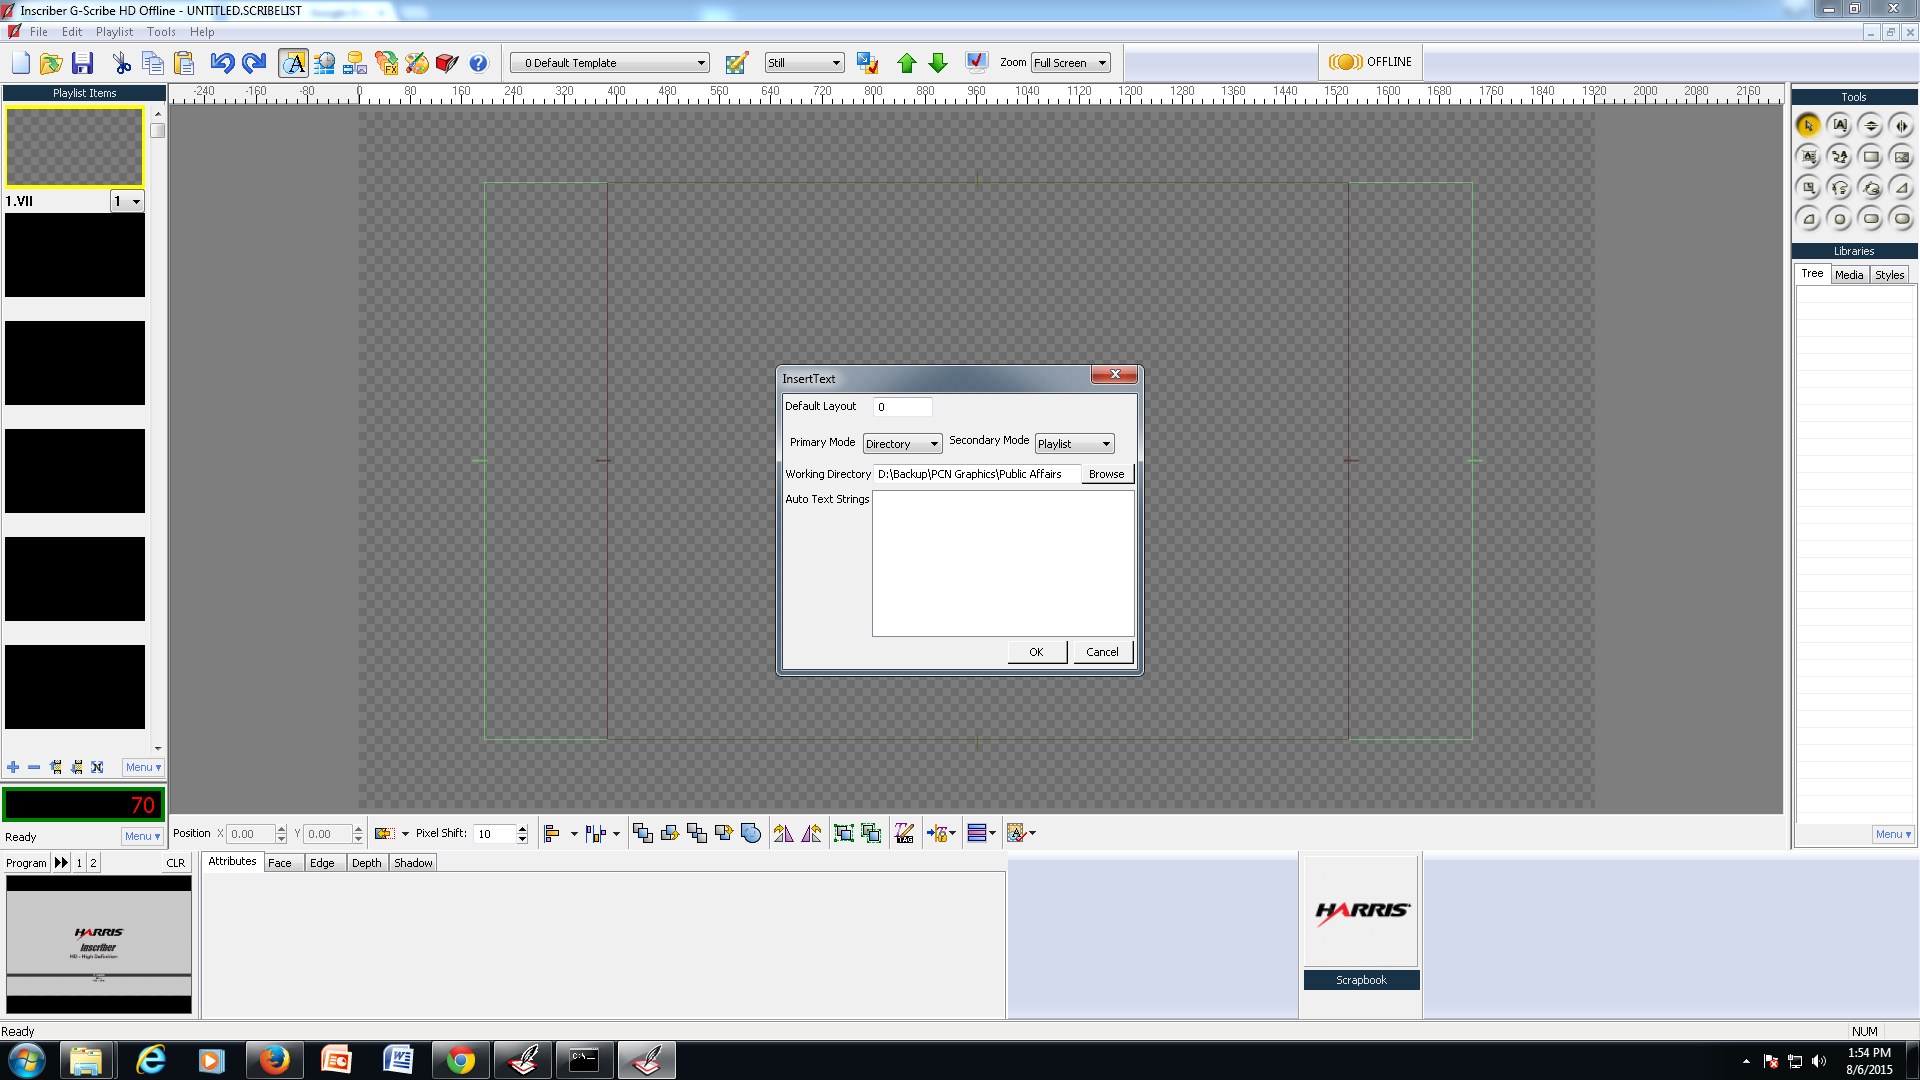 Inscriber G-Scribe HD Offline - UNTITLED.SCRIBELIST
File Edit Playlist Tools Help
0 Default Template
Still
Zoom
Full Screen
OFFLINE
Playlist Items
-240 -160 -80 0 80 160 240 320 400 480 560 640 720 800 880 960 1040 1120 1200 1280 1360 1440 1520 1600 1680 1760 1840 1920 2000 2080 2160
Tools
1.VII
1
Libraries
Tree Media Styles
InsertText
Default Layout
0
Primary Mode
Directory
Secondary Mode
Playlist
Working Directory
D:\Backup\PCN Graphics\Public Affairs
Browse
Auto Text Strings
OK
Cancel
Menu
70
Ready
Menu
Position X 0.00 Y 0.00
Pixel Shift: 10
TAG
Menu
Program
1 2
CLR
Attributes Face Edge Depth Shadow
HARRIS
Inscriber
HD - High Definition
HARRIS
Scrapbook
Ready
NUM
1:54 PM
8/6/2015